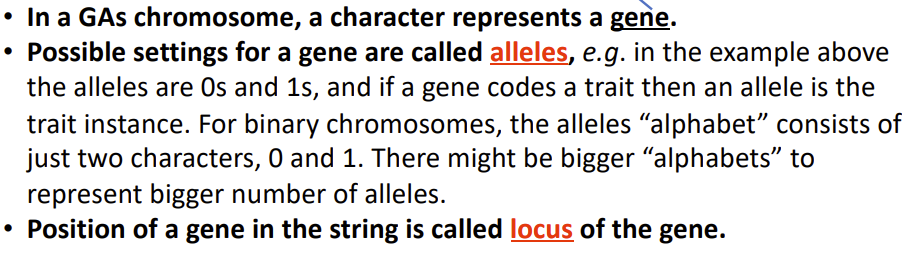 • In a GAs chromosome, a character represents a gene.
• Possible settings for a gene are called alleles, e.g. in the example above
the alleles are 0s and 1s, and if a gene codes a trait then an allele is the
trait instance. For binary chromosomes, the alleles “alphabet” consists of
just two characters, 0 and 1. There might be bigger “alphabets” to
represent bigger number of alleles.
• Position of a gene in the string is called locus of the gene.